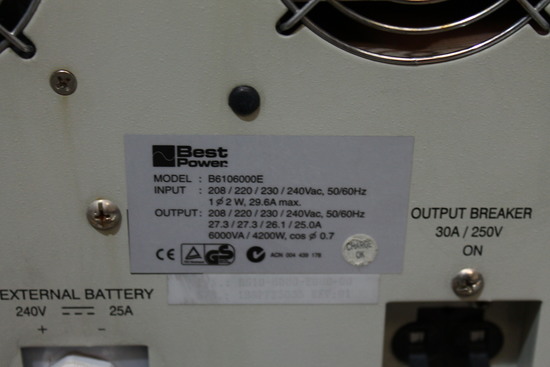 Best
Power
MODEL : B6106000E
INPUT : 208 / 220 / 230 / 240Vac, 50/60Hz
1 ø 2 W, 29.6A max.
OUTPUT : 208 / 220 / 230 / 240Vac, 50/60Hz
27.3 / 27.3 / 26.1 / 25.0A
6000VA / 4200W, cos ø 0.7
CE
GS
OUTPUT BREAKER
30A / 250V
ON
EXTERNAL BATTERY
240V 25A
+ −